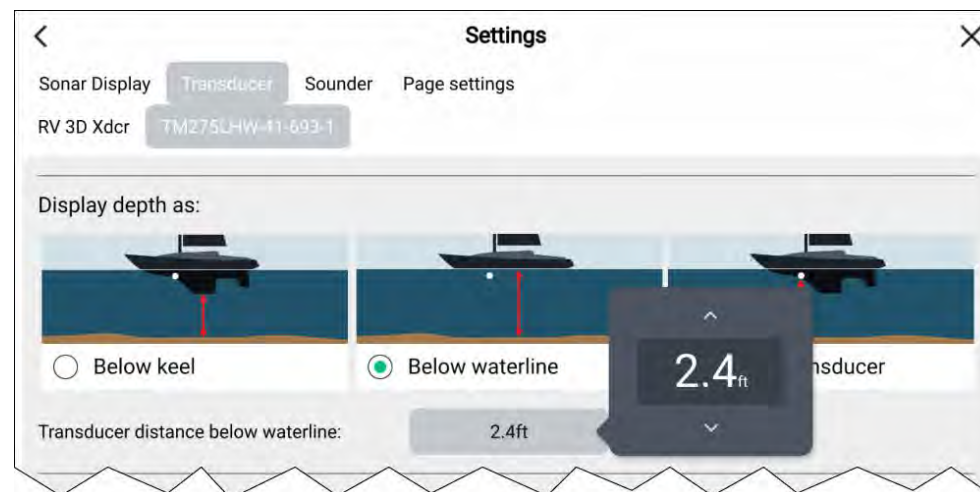 Settings
Sonar Display Transducer Sounder Page settings
RV 3D Xdcr TM275LHW-41-693-1
Display depth as:
Below keel Below waterline nsducer
2.4ft
Transducer distance below waterline: 2.4ft